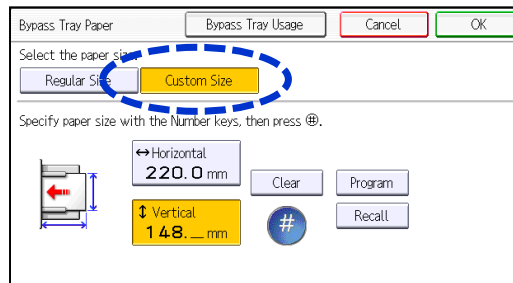 Bypass Tray Paper Bypass Tray Usage Cancel OK
Select the paper size.
Regular Size Custom Size
Specify paper size with the Number keys, then press ⊕.
↔ Horizontal
220.0 mm
Clear Program
↕ Vertical
148._ mm
# Recall